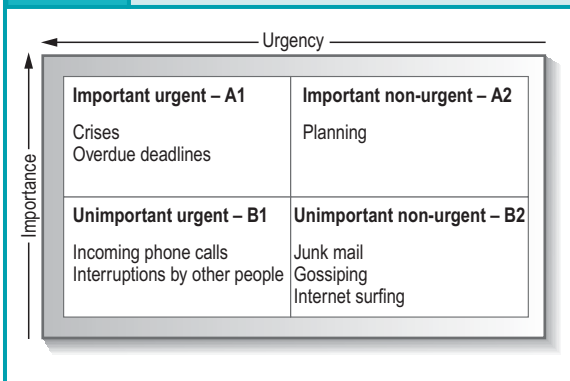 Urgency
Importance
Important urgent – A1
Crises
Overdue deadlines
Important non-urgent – A2
Planning
Unimportant urgent – B1
Incoming phone calls
Interruptions by other people
Unimportant non-urgent – B2
Junk mail
Gossiping
Internet surfing